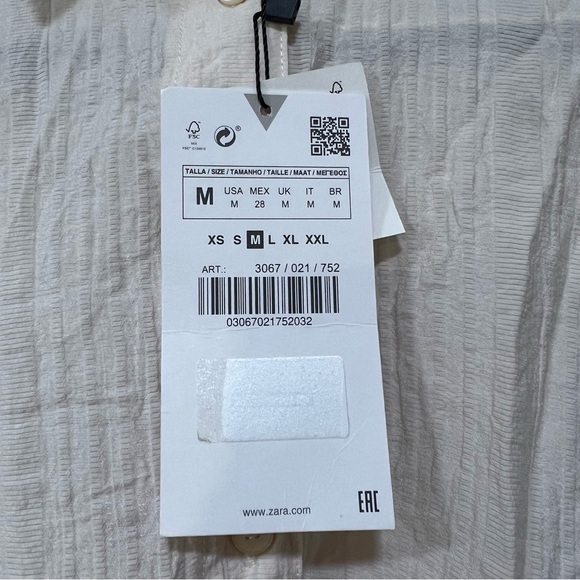 FSC
MIX
TALLA / SIZE / TAMANHO / TAILLE / MAAT / ΜΕΓΕΘΟΣ
M
USA MEX UK IT BR
M 28 M M M
XS S M L XL XXL
ART.: 3067 / 021 / 752
03067021752032
www.zara.com
EAC